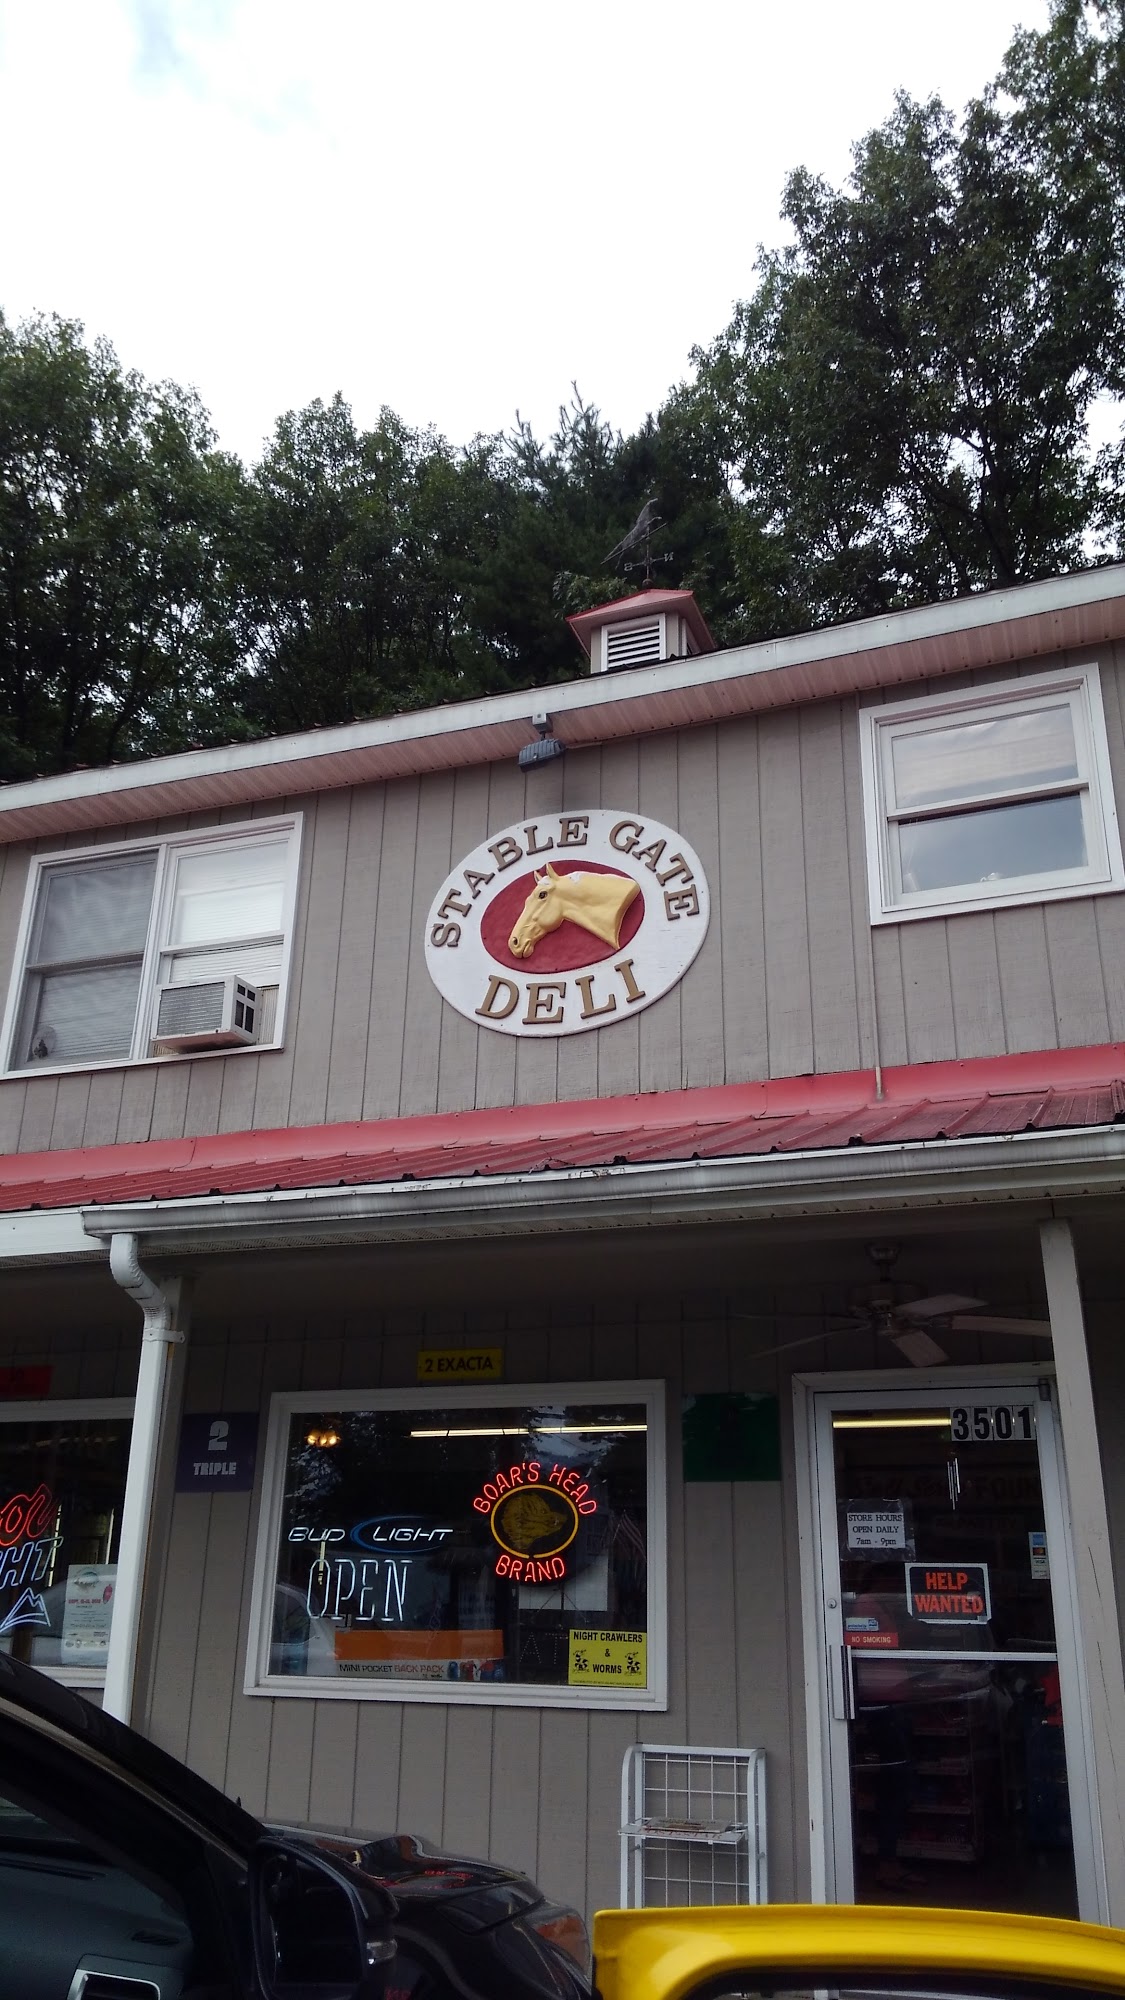 STABLE GATE
DELI
2 EXACTA
2
TRIPLE
3501
BOAR'S HEAD
BRAND
BUD LIGHT
OPEN
STORE HOURS
OPEN DAILY
7am - 9pm
HELP
WANTED
NO SMOKING
NIGHT CRAWLERS
&
WORMS
MINI POCKET BACK PACK